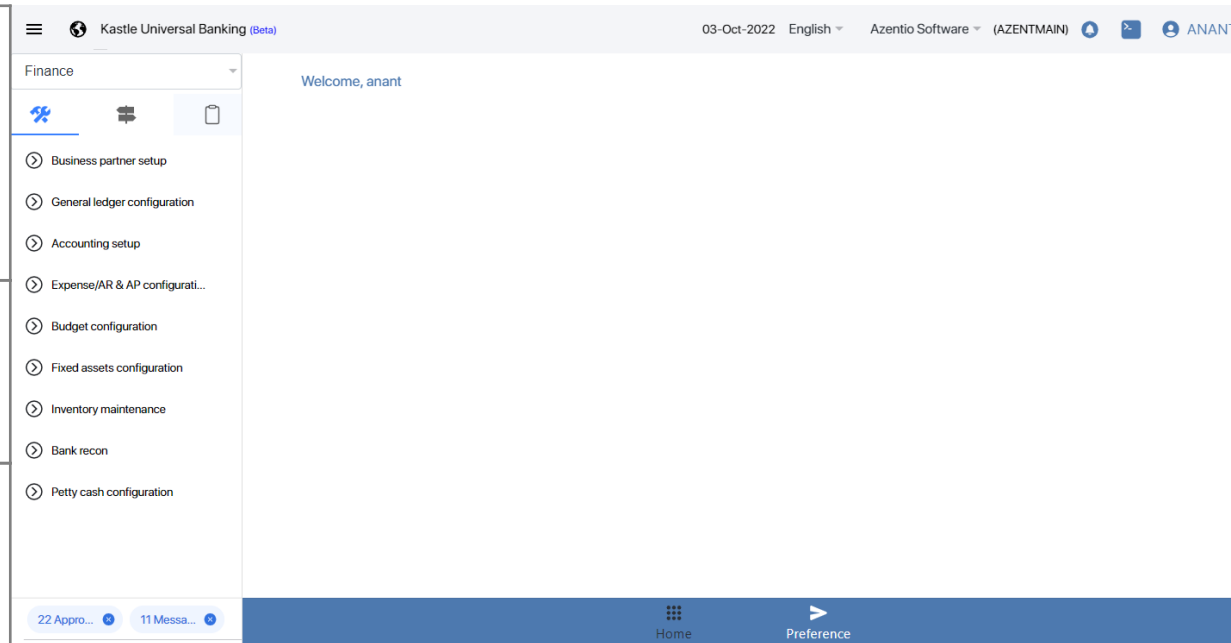 Kastle Universal Banking (Beta)
03-Oct-2022 English Azentio Software (AZENTMAIN) ANANT
Finance
Welcome, anant
Business partner setup
General ledger configuration
Accounting setup
Expense/AR & AP configurati...
Budget configuration
Fixed assets configuration
Inventory maintenance
Bank recon
Petty cash configuration
22 Appro... 11 Messa...
Home Preference